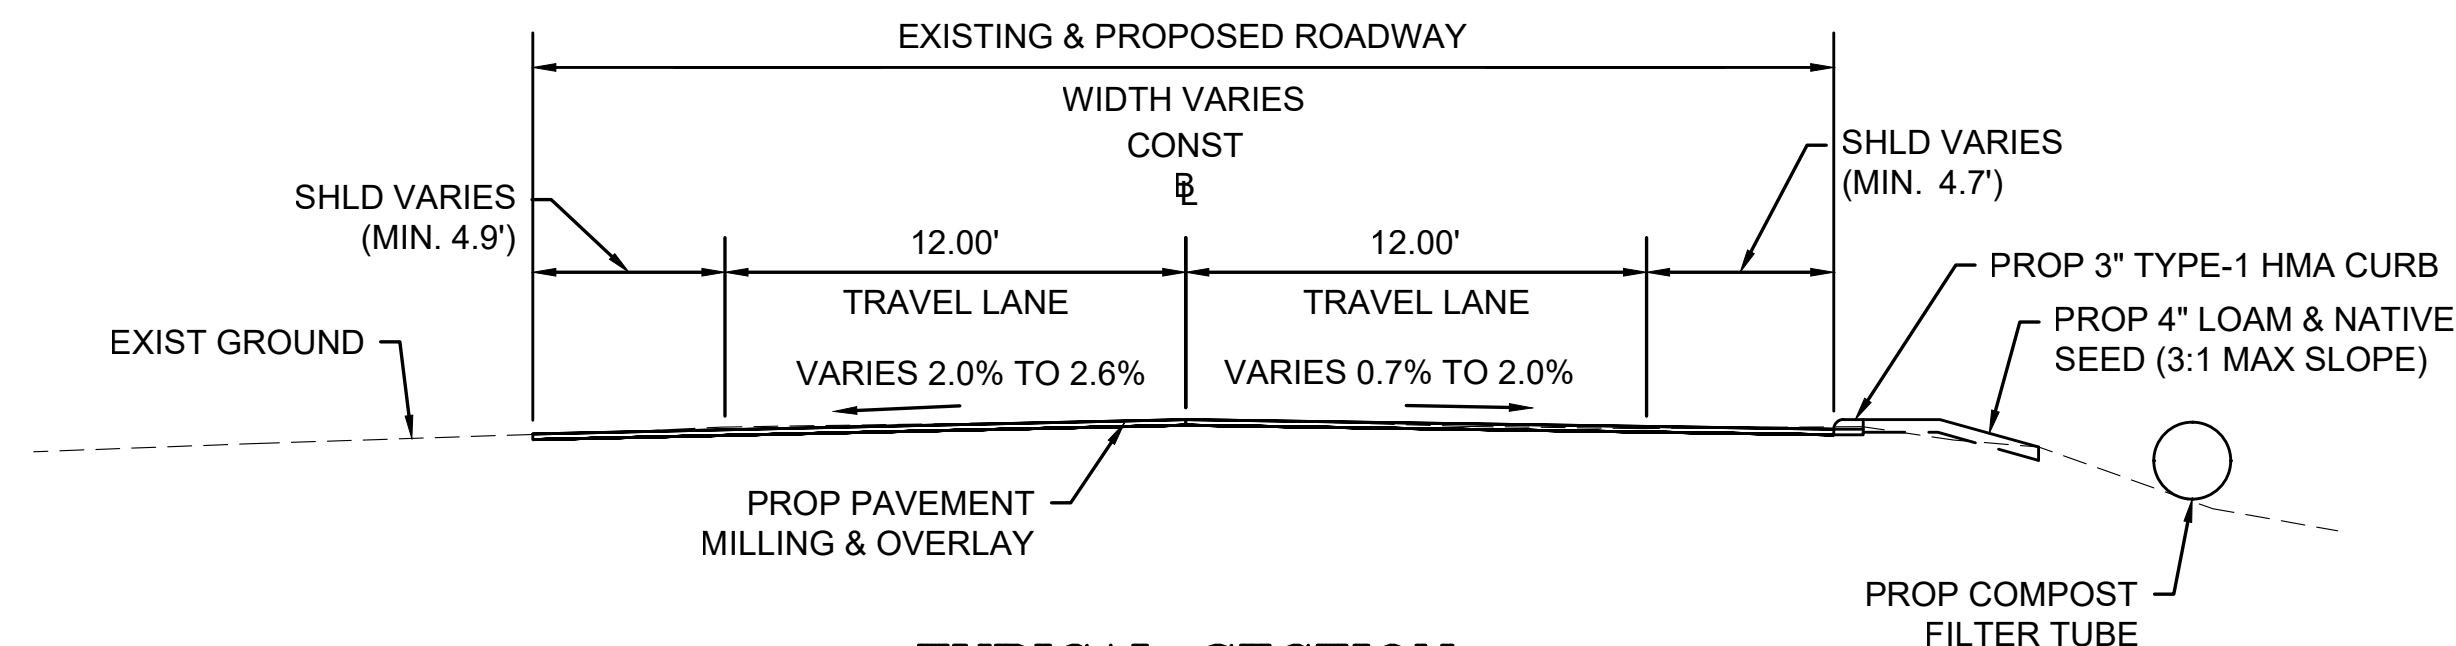 EXISTING & PROPOSED ROADWAY
WIDTH VARIES
CONST
BL
SHLD VARIES
(MIN. 4.9')
SHLD VARIES
(MIN. 4.7')
12.00'
12.00'
TRAVEL LANE
TRAVEL LANE
PROP 3" TYPE-1 HMA CURB
PROP 4" LOAM & NATIVE
SEED (3:1 MAX SLOPE)
EXIST GROUND
VARIES 2.0% TO 2.6%
VARIES 0.7% TO 2.0%
PROP PAVEMENT
MILLING & OVERLAY
PROP COMPOST
FILTER TUBE
TYPICAL SECTION